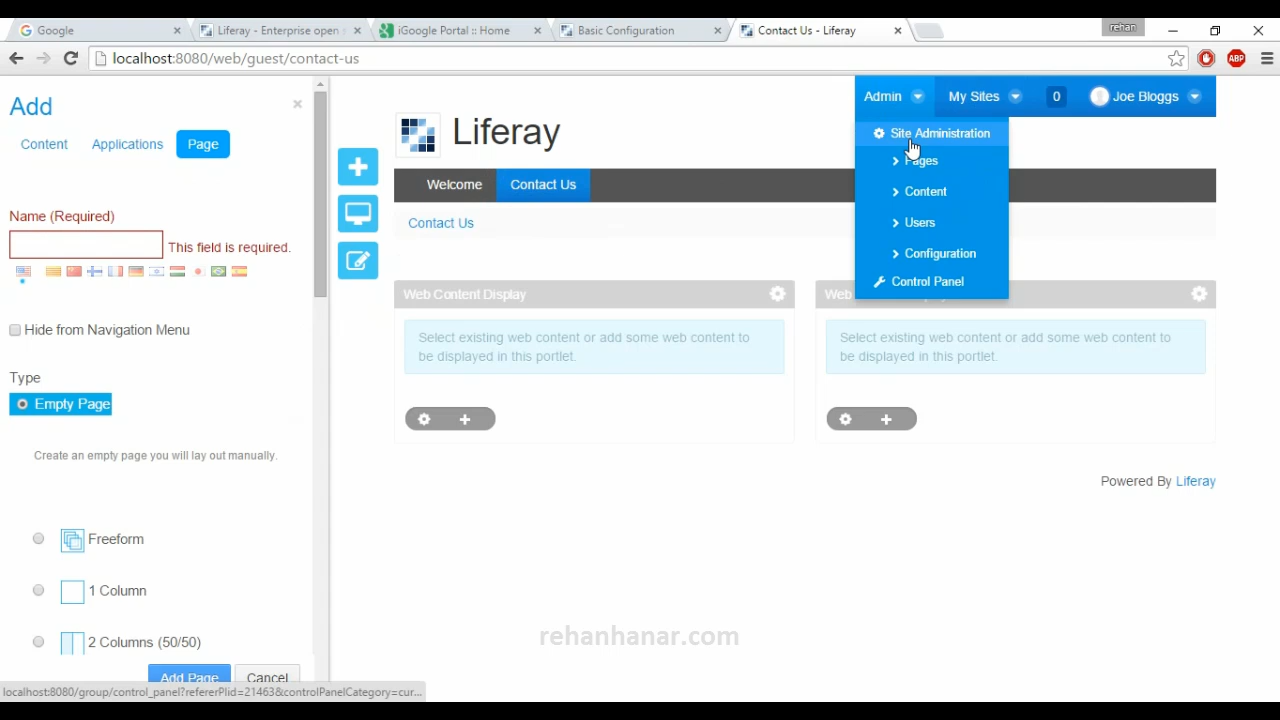 Google
Liferay - Enterprise open
iGoogle Portal :: Home
Basic Configuration
Contact Us - Liferay
rehan
localhost:8080/web/guest/contact-us
ABP
Add
Content Applications Page
Name (Required)
This field is required.
Hide from Navigation Menu
Type
Empty Page
Create an empty page you will lay out manually.
Freeform
1 Column
2 Columns (50/50)
Add Page Cancel
localhost:8080/group/control_panel?refererPlid=21463&controlPanelCategory=cur...
Liferay
Admin My Sites 0 Joe Bloggs
Site Administration
Pages
Content
Users
Configuration
Control Panel
Welcome Contact Us
Contact Us
Web Content Display
Select existing web content or add some web content to
be displayed in this portlet.
Web
Select existing web content or add some web content to
be displayed in this portlet.
Powered By Liferay
rehanhanar.com